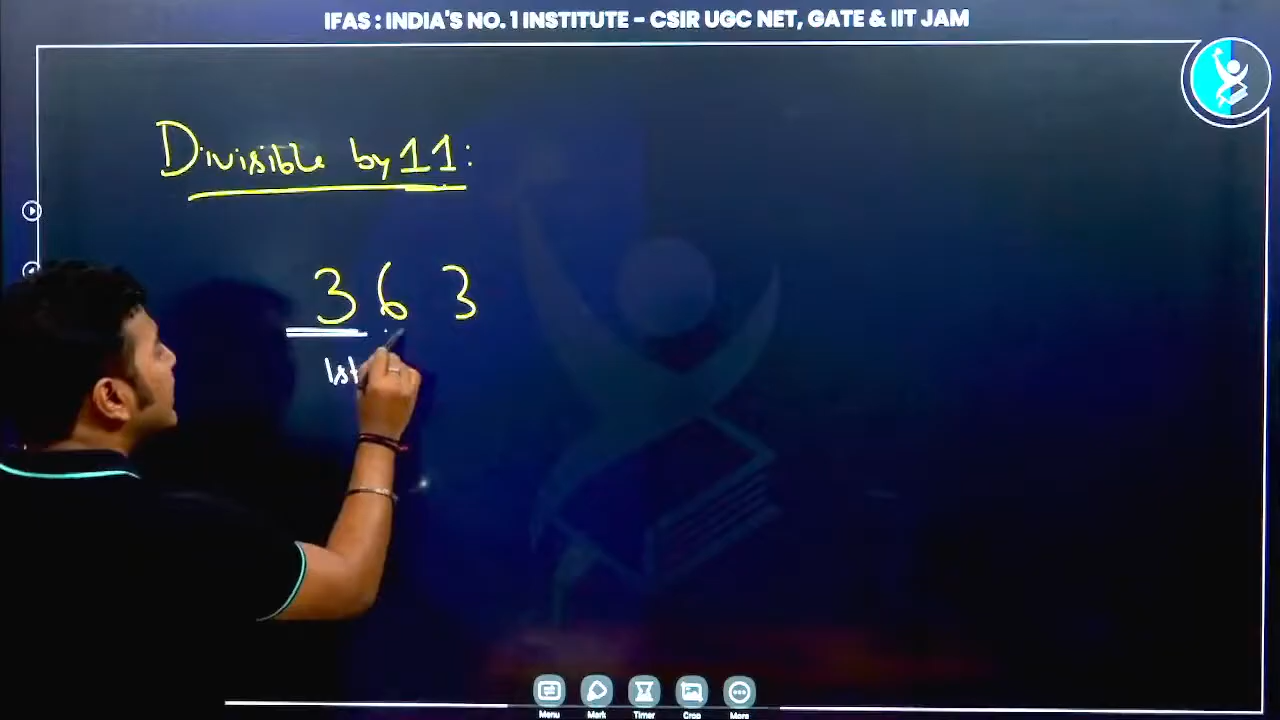 IFAS : INDIA'S NO. 1 INSTITUTE - CSIR UGC NET, GATE & IIT JAM
Divisible by 11:
3 6 3
1st
Menu Mark Timer Crop More